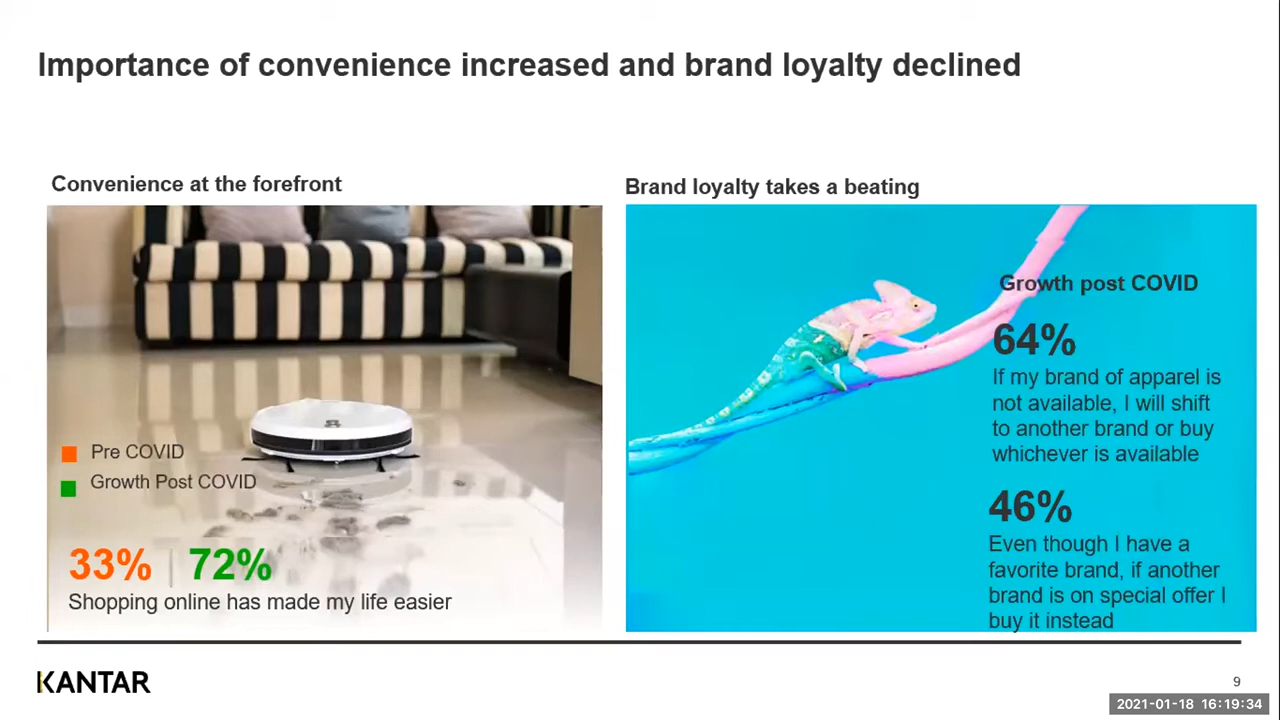 Importance of convenience increased and brand loyalty declined
Convenience at the forefront
Pre COVID
Growth Post COVID
33% | 72%
Shopping online has made my life easier
Brand loyalty takes a beating
Growth post COVID
64%
If my brand of apparel is
not available, I will shift
to another brand or buy
whichever is available
46%
Even though I have a
favorite brand, if another
brand is on special offer I
buy it instead
KANTAR
9
2021-01-18 16:19:34